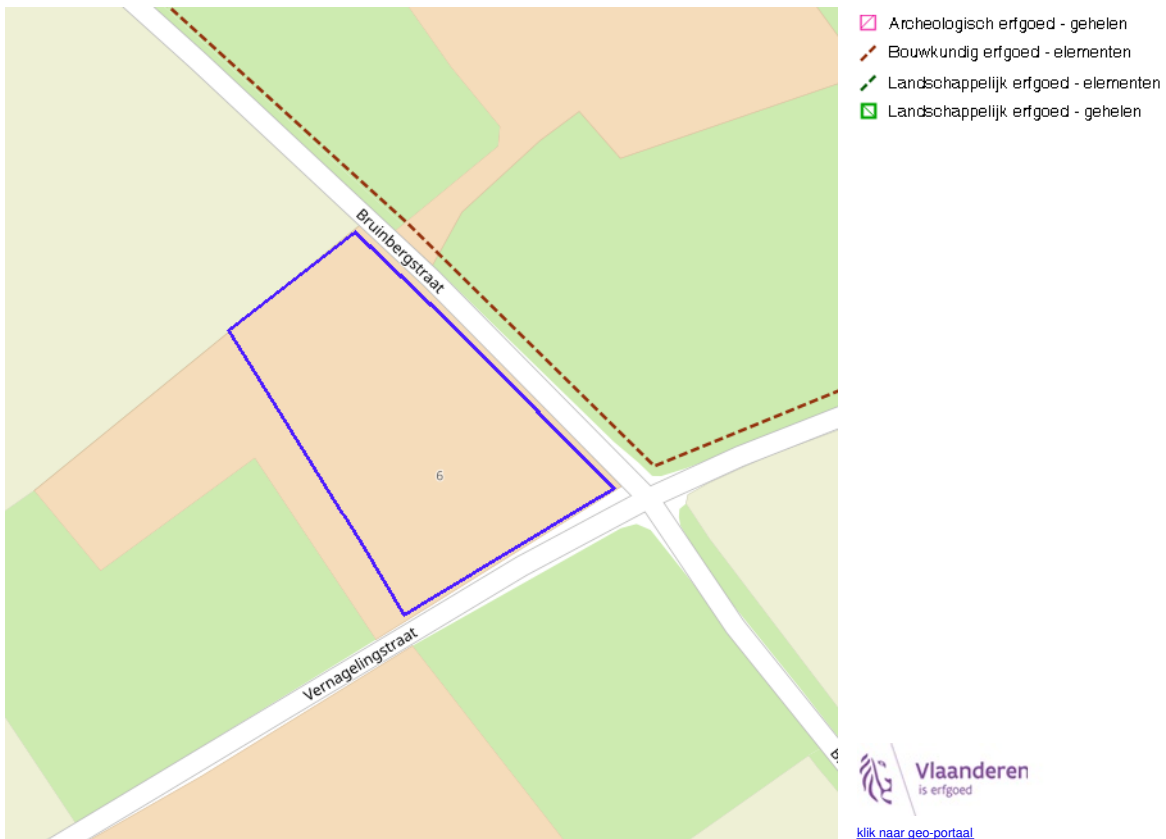 Archeologisch erfgoed - gehelen
Bouwkundig erfgoed - elementen
Landschappelijk erfgoed - elementen
Landschappelijk erfgoed - gehelen
Bruinbergstraat
6
Vernagelingstraat
Vlaanderen
is erfgoed
klik naar geo-portaal